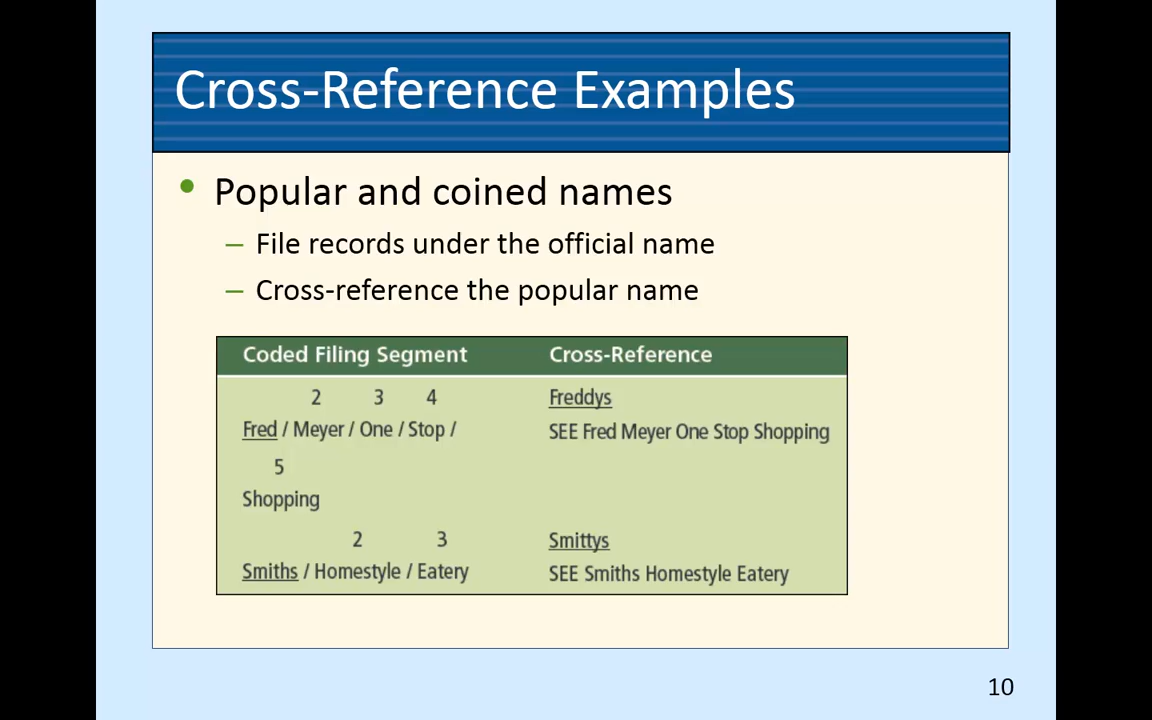 Cross-Reference Examples
• Popular and coined names
– File records under the official name
– Cross-reference the popular name
Coded Filing Segment Cross-Reference
2 3 4 Freddys
Fred / Meyer / One / Stop / SEE Fred Meyer One Stop Shopping
5
Shopping
2 3 Smittys
Smiths / Homestyle / Eatery SEE Smiths Homestyle Eatery
10